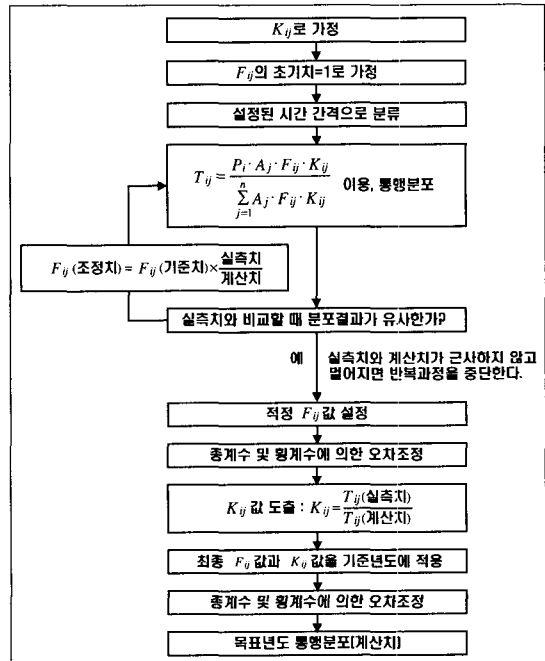 K_ij로 가정
F_ij의 초기치=1로 가정
설정된 시간 간격으로 분류
T_ij = (P_i · A_j · F_ij · K_ij) / (∑_{j=1}^{n} A_j · F_ij · K_ij) 이용, 통행분포
F_ij (조정치) = F_ij (기준치) × 실측치/계산치
실측치와 비교할 때 분포결과가 유사한가?
예 실측치와 계산치가 근사하지 않고
멀어지면 반복과정을 중단한다.
적정 F_ij 값 설정
종계수 및 횡계수에 의한 오차조정
K_ij 값 도출 : K_ij = T_ij(실측치)/T_ij(계산치)
최종 F_ij 값과 K_ij 값을 기준년도에 적용
종계수 및 횡계수에 의한 오차조정
목표년도 통행분포[계산치]